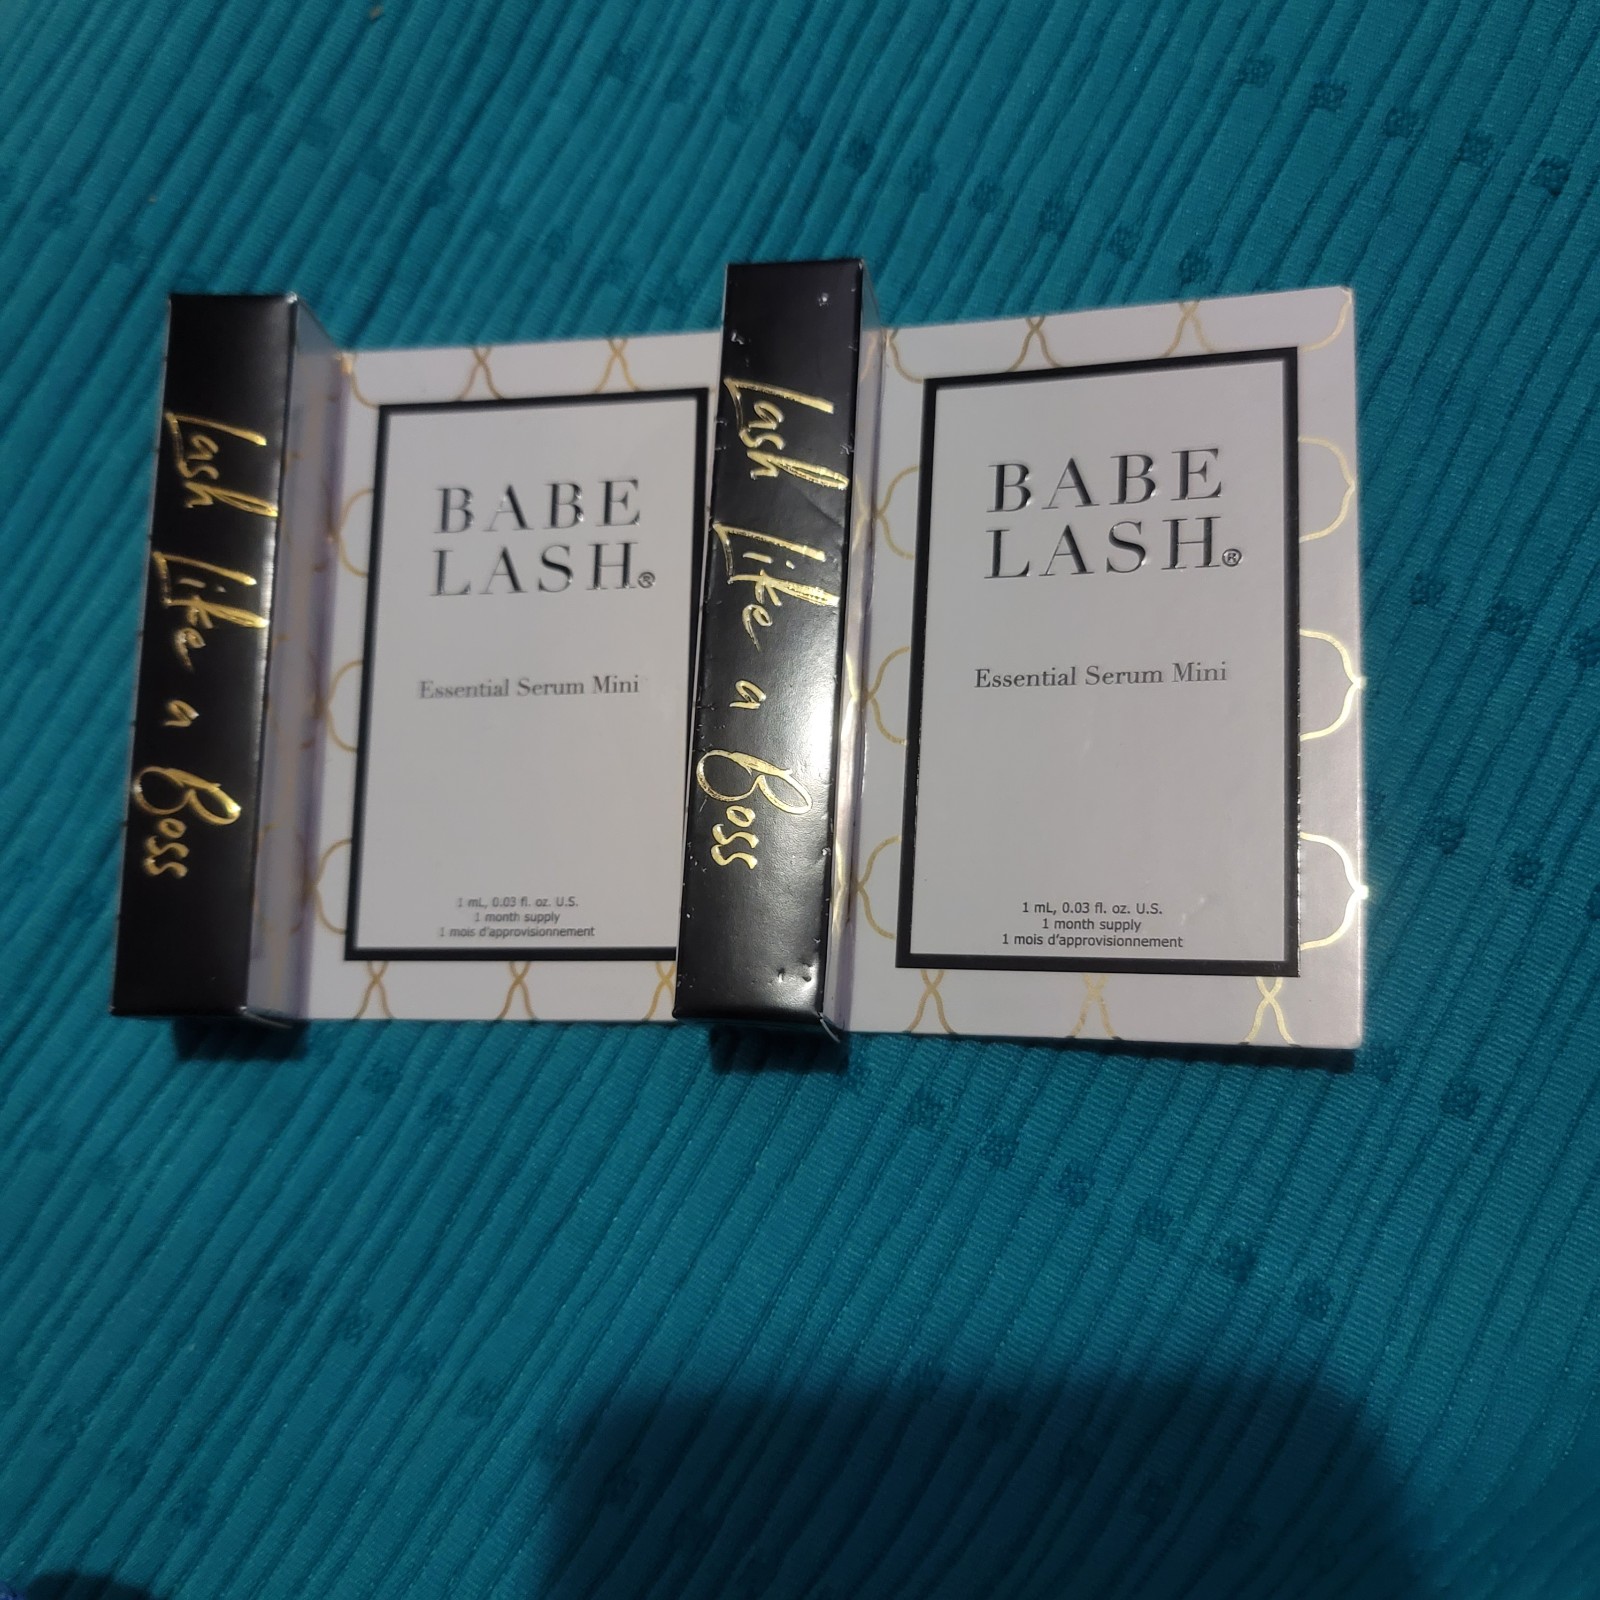 Lash Like a Boss
BABE
LASH®
Essential Serum Mini
1 mL, 0.03 fl. oz. U.S.
1 month supply
1 mois d'approvisionnement
Lash Like a Boss
BABE
LASH®
Essential Serum Mini
1 mL, 0.03 fl. oz. U.S.
1 month supply
1 mois d'approvisionnement